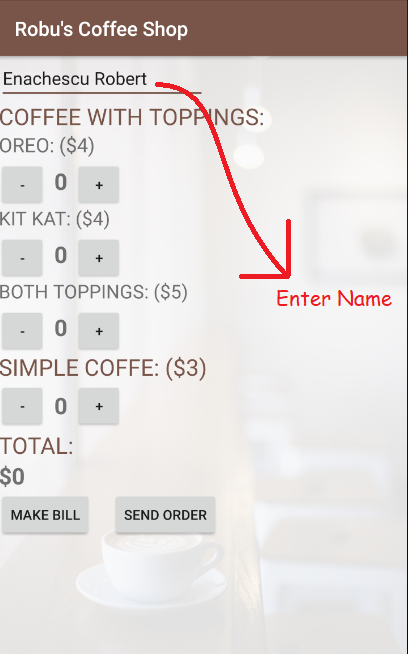 Robu's Coffee Shop
Enachescu Robert
COFFEE WITH TOPPINGS:
OREO: ($4)
- 0 +
KIT KAT: ($4)
- 0 +
Enter Name
BOTH TOPPINGS: ($5)
- 0 +
SIMPLE COFFE: ($3)
- 0 +
TOTAL:
$0
MAKE BILL SEND ORDER